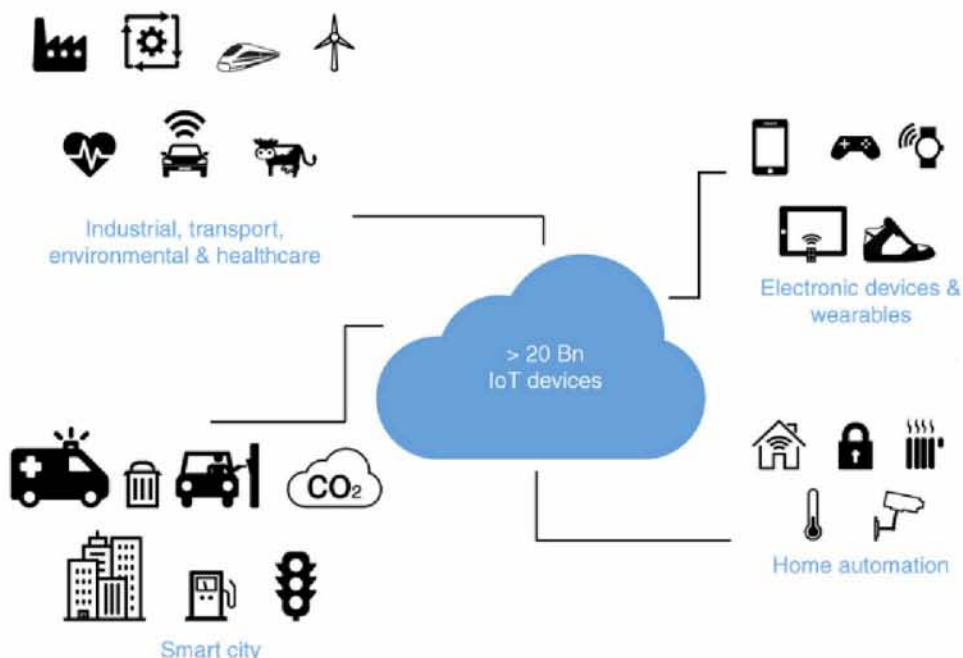 Industrial, transport,
environmental & healthcare
Electronic devices &
wearables
> 20 Bn
IoT devices
CO₂
Home automation
Smart city